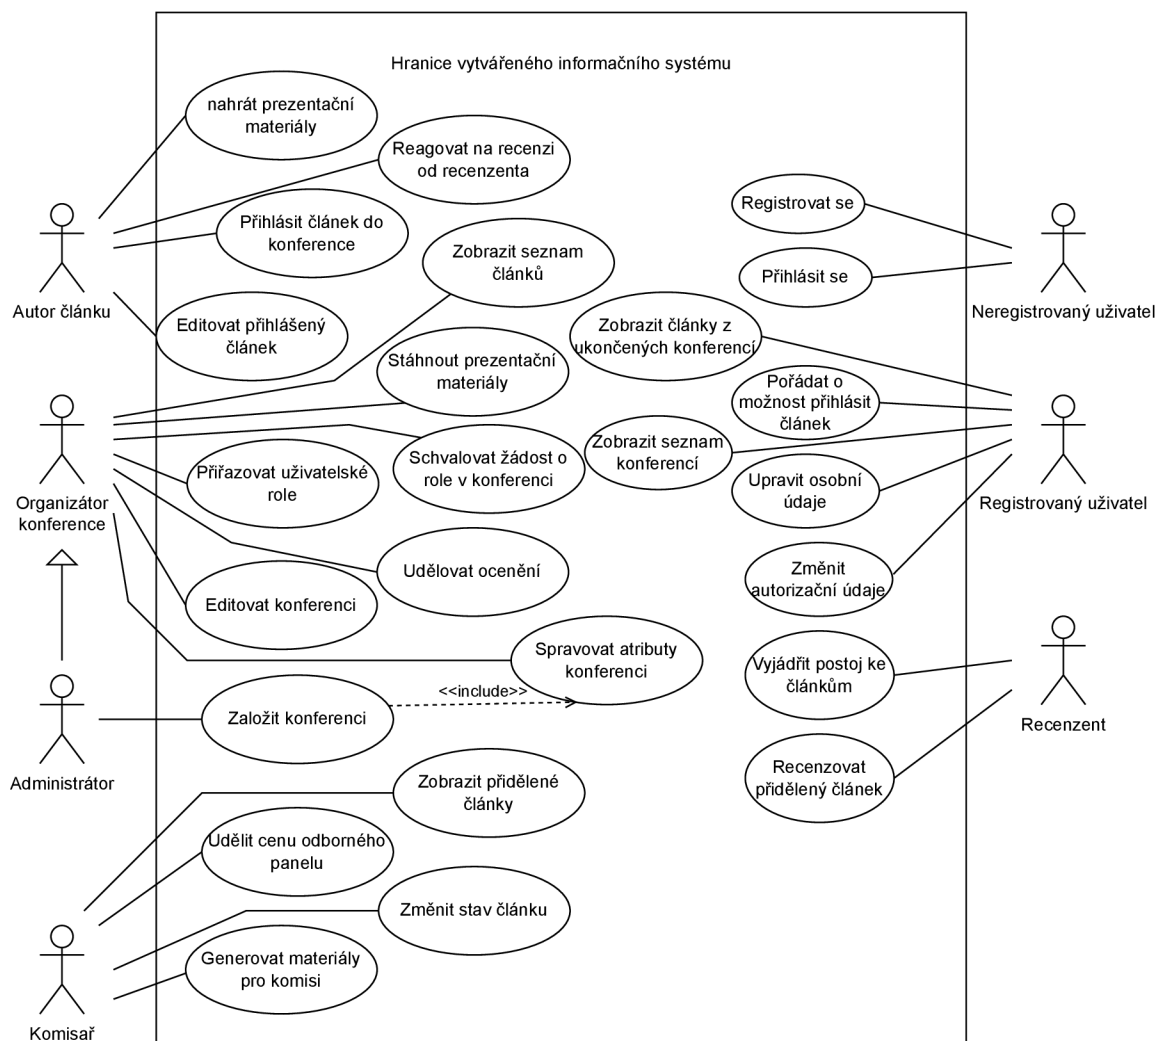 Hranice vytvářeného informačního systému
nahrát prezentační
materiály
Reagovat na recenzi
od recenzenta
Přihlásit článek do
konference
Zobrazit seznam
článků
Autor článku
Editovat přihlášený
článek
Stáhnout prezentační
materiály
Registrovat se
Přihlásit se
Neregistrovaný uživatel
Zobrazit články z
ukončených konferencí
Pořádat o
možnost přihlásit
článek
Zobrazit seznam
konferencí
Upravit osobní
údaje
Registrovaný uživatel
Změnit
autorizační údaje
Organizátor
konference
Přiřazovat uživatelské
role
Schvalovat žádost o
role v konferenci
Udělovat ocenění
Editovat konferenci
Spravovat atributy
konferenci
<<include>>
Založit konferenci
Administrátor
Vyjádřit postoj ke
článkům
Recenzent
Recenzovat
přidělený článek
Zobrazit přidělené
články
Udělit cenu odborného
panelu
Změnit stav článku
Generovat materiály
pro komisi
Komisař